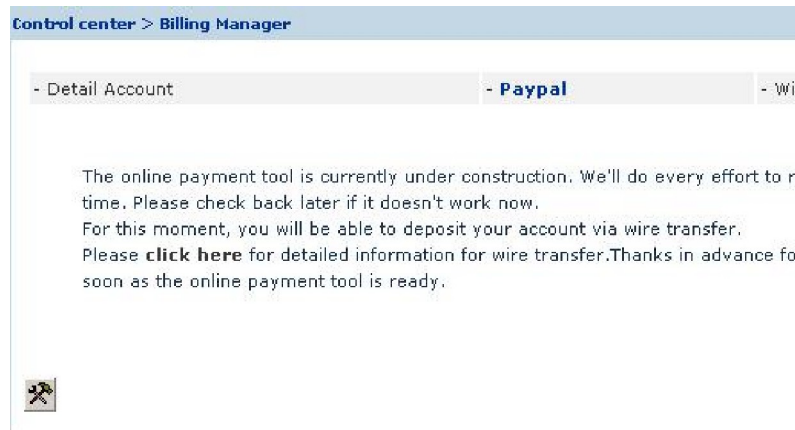 Control center > Billing Manager
- Detail Account - Paypal - Wi
The online payment tool is currently under construction. We'll do every effort to r
time. Please check back later if it doesn't work now.
For this moment, you will be able to deposit your account via wire transfer.
Please click here for detailed information for wire transfer.Thanks in advance fo
soon as the online payment tool is ready.